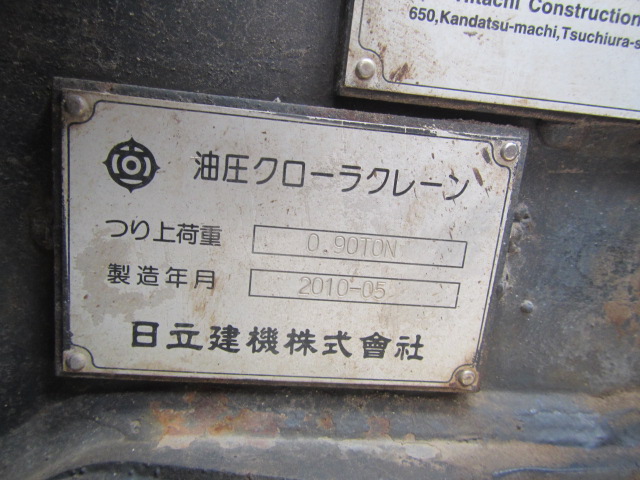 Hitachi Construction
650,Kandatsu-machi,Tsuchiura-s
油圧クローラクレーン
つり上荷重 0.90TON
製造年月 2010-05
日立建機株式會社